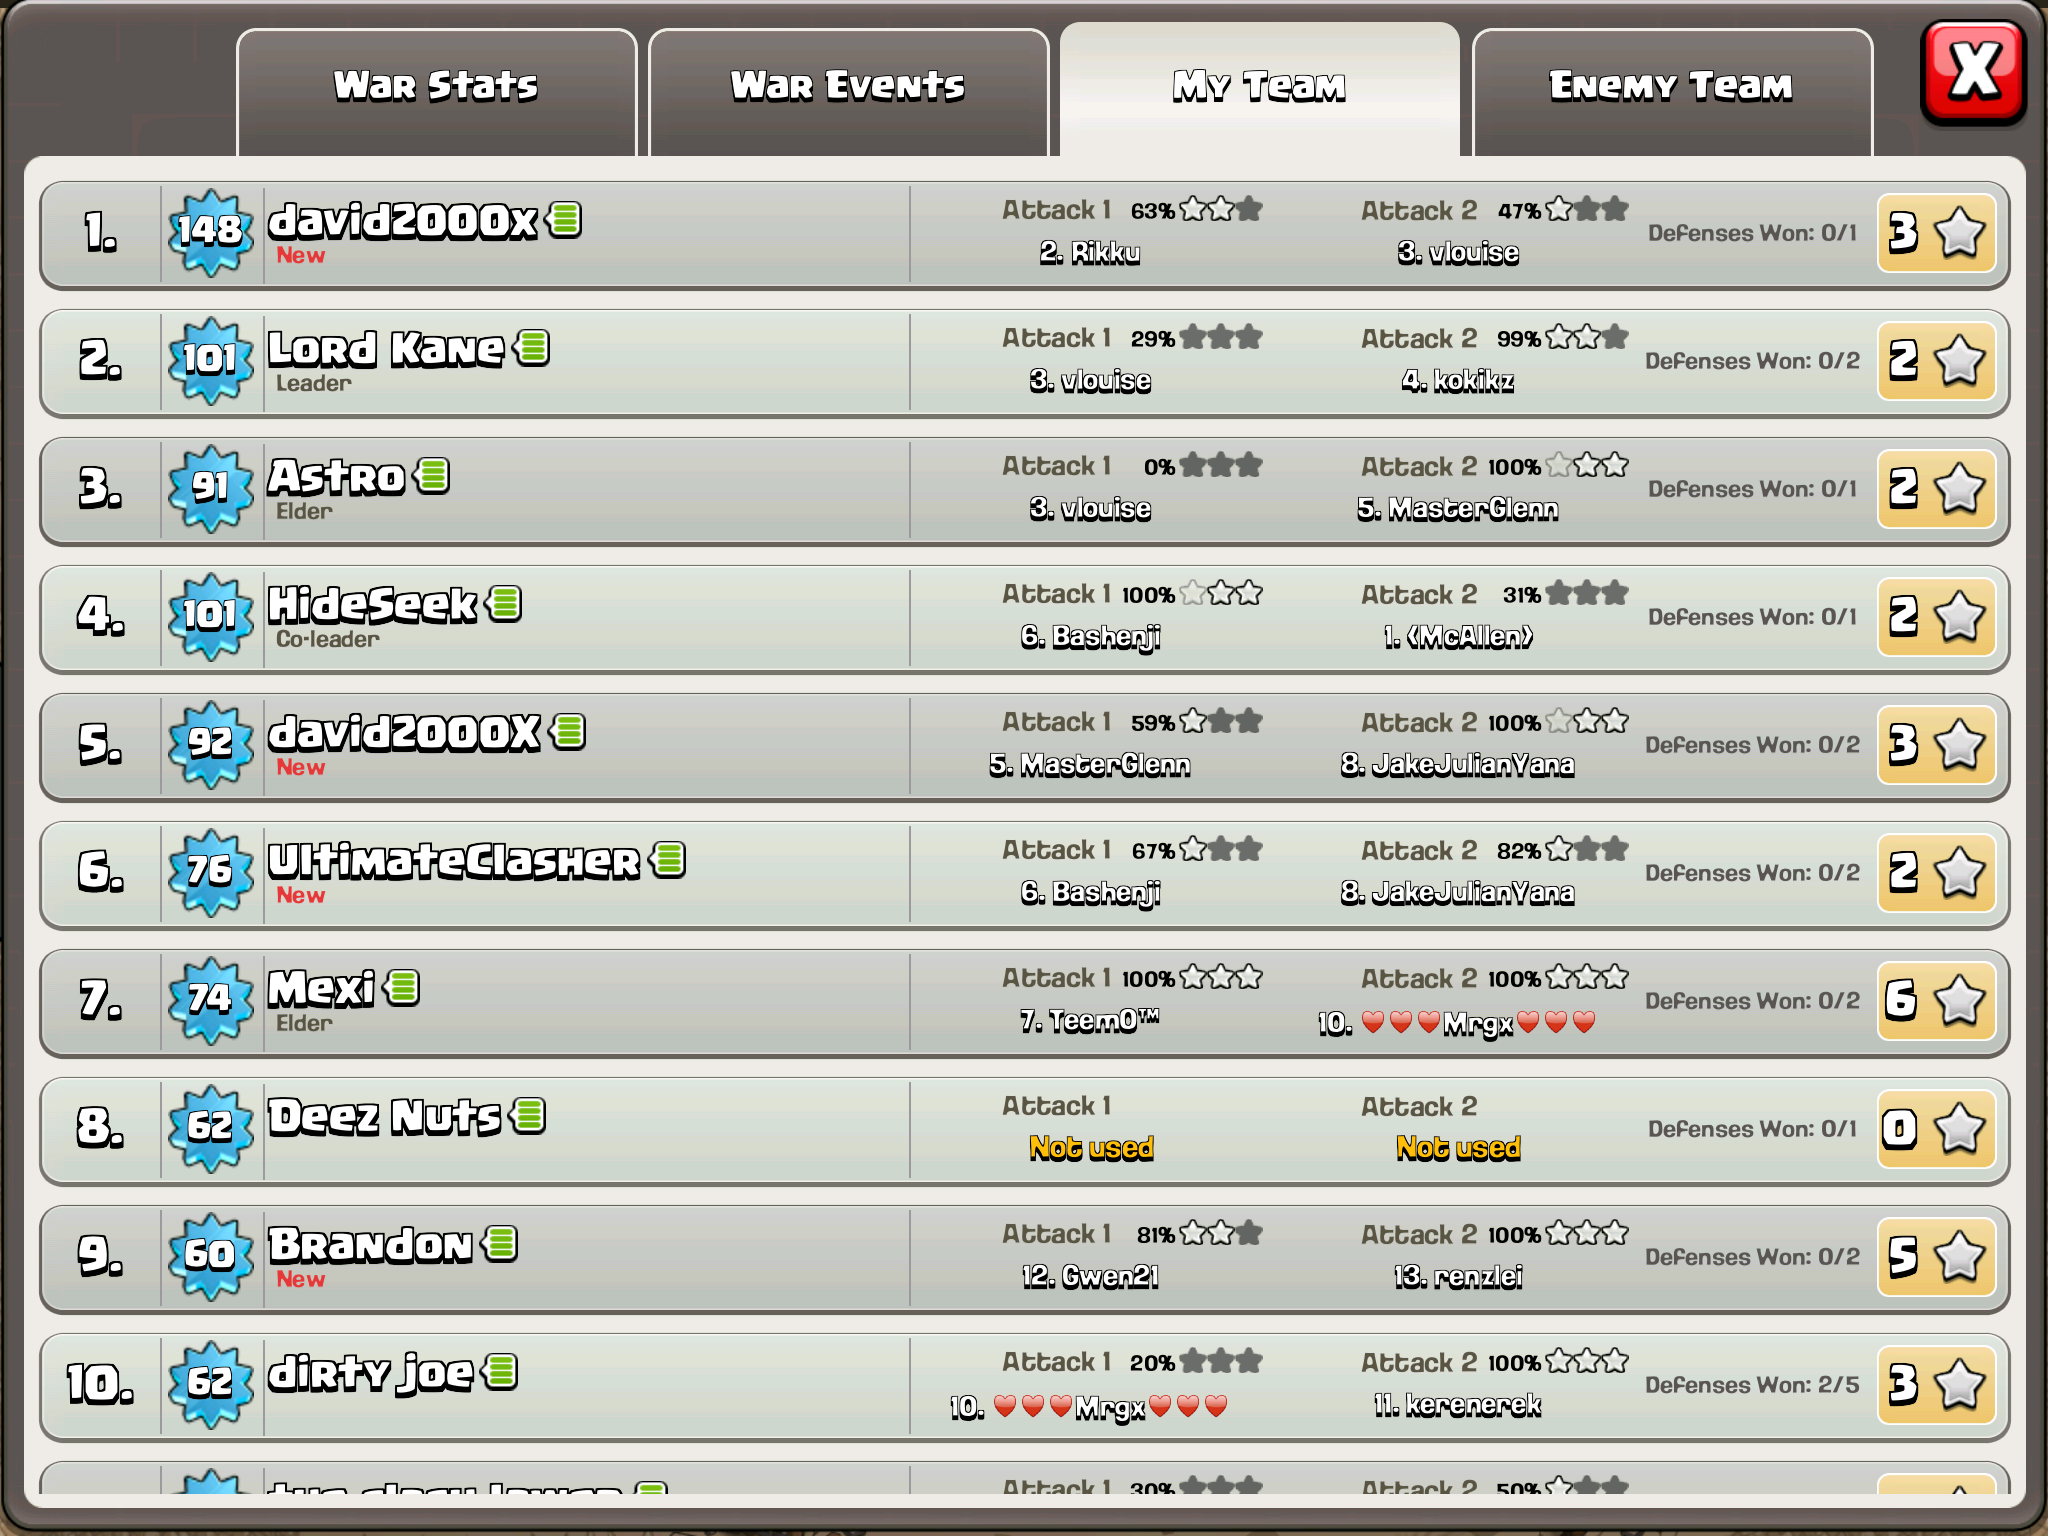 War Stats
War Events
My Team
Enemy Team
X
1. 148 david2000x Attack 1 63% Attack 2 47% Defenses Won: 0/1 3
New 2. Rikku 3. vlouise
2. 101 Lord Kane Attack 1 29% Attack 2 99% Defenses Won: 0/2 2
Leader 3. vlouise 4. kokikz
3. 91 Astro Attack 1 0% Attack 2 100% Defenses Won: 0/1 2
Elder 3. vlouise 5. MasterGlenn
4. 101 HideSeek Attack 1 100% Attack 2 31% Defenses Won: 0/1 2
Co-leader 6. Bashenji 1. «McAllen»
5. 92 david2000X Attack 1 59% Attack 2 100% Defenses Won: 0/2 3
New 5. MasterGlenn 8. JakeJulianYana
6. 76 UltimateClasher Attack 1 67% Attack 2 82% Defenses Won: 0/2 2
New 6. Bashenji 8. JakeJulianYana
7. 74 Mexi Attack 1 100% Attack 2 100% Defenses Won: 0/2 6
Elder 7. Teem0™ 10. ♥♥♥Mrgx♥♥♥
8. 62 Deez Nuts Attack 1 Attack 2 Defenses Won: 0/1 0
Not used Not used
9. 60 Brandon Attack 1 81% Attack 2 100% Defenses Won: 0/2 5
New 12. Gwen21 13. renzlei
10. 62 dirty joe Attack 1 20% Attack 2 100% Defenses Won: 2/5 3
10. ♥♥♥Mrgx♥♥♥ 11. kerenerek
Attack 1 30% Attack 2 50%